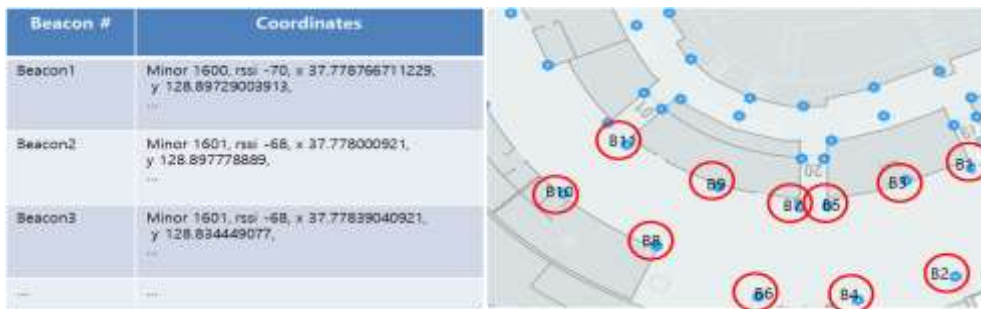 Beacon #
Coordinates
Beacon1
Minor 1600, rssi -70, x 37.778766711229,
y 128.89729003913,
...
Beacon2
Minor 1601, rssi -68, x 37.778000921,
y 128.897778889,
...
Beacon3
Minor 1601, rssi -68, x 37.77839040921,
y 128.834449077,
...
...
...
B11
B10
B9
B7
B5
B3
B1
B8
B6
B4
B2
20